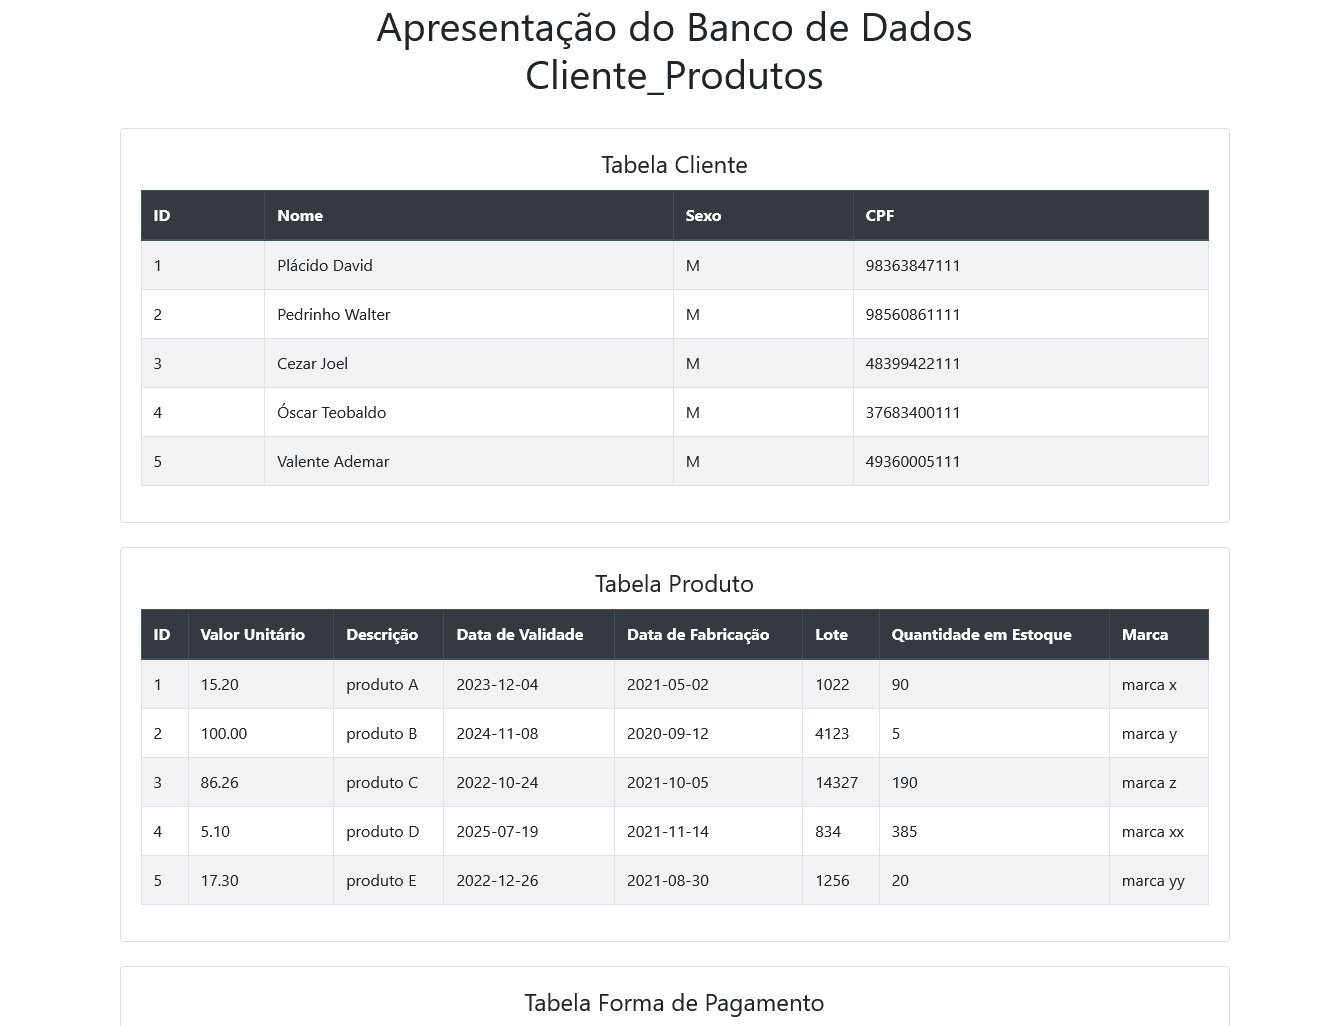 Apresentação do Banco de Dados
Cliente_Produtos
Tabela Cliente
ID Nome Sexo CPF
1 Plácido David M 98363847111
2 Pedrinho Walter M 98560861111
3 Cezar Joel M 48399422111
4 Óscar Teobaldo M 37683400111
5 Valente Ademar M 49360005111
Tabela Produto
ID Valor Unitário Descrição Data de Validade Data de Fabricação Lote Quantidade em Estoque Marca
1 15.20 produto A 2023-12-04 2021-05-02 1022 90 marca x
2 100.00 produto B 2024-11-08 2020-09-12 4123 5 marca y
3 86.26 produto C 2022-10-24 2021-10-05 14327 190 marca z
4 5.10 produto D 2025-07-19 2021-11-14 834 385 marca xx
5 17.30 produto E 2022-12-26 2021-08-30 1256 20 marca yy
Tabela Forma de Pagamento